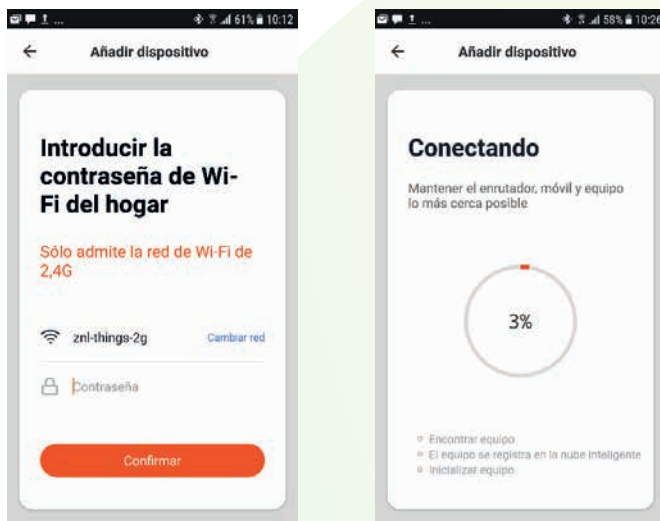 61% 10:12
Añadir dispositivo
Introducir la
contraseña de Wi-
Fi del hogar
Sólo admite la red de Wi-Fi de
2,4G
znl-things-2g Cambiar red
Contraseña
Confirmar
58% 10:26
Añadir dispositivo
Conectando
Mantener el enrutador, móvil y equipo
lo más cerca posible
3%
Encontrar equipo
El equipo se registra en la nube inteligente
Inicializar equipo